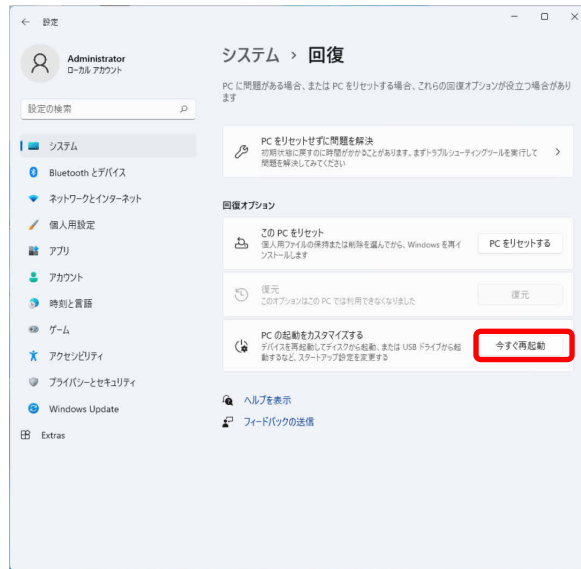 設定
Administrator
ローカル アカウント
設定の検索
システム
Bluetooth とデバイス
ネットワークとインターネット
個人用設定
アプリ
アカウント
時刻と言語
ゲーム
アクセシビリティ
プライバシーとセキュリティ
Windows Update
Extras
システム › 回復
PC に問題がある場合、または PC をリセットする場合、これらの回復オプションが役立つ場合があり
ます
PC をリセットせずに問題を解決
初期状態に戻すのに時間がかかることがあります。まずトラブルシューティングツールを実行して
問題を解決してみてください
回復オプション
この PC をリセット
個人用ファイルの保持または削除を選んでから、Windows を再イ
ンストールします
PC をリセットする
復元
このオプションはこの PC では利用できなくなりました
復元
PC の起動をカスタマイズする
デバイスを再起動してディスクから起動、または USB ドライブから起
動するなど、スタートアップ設定を変更する
今すぐ再起動
ヘルプを表示
フィードバックの送信